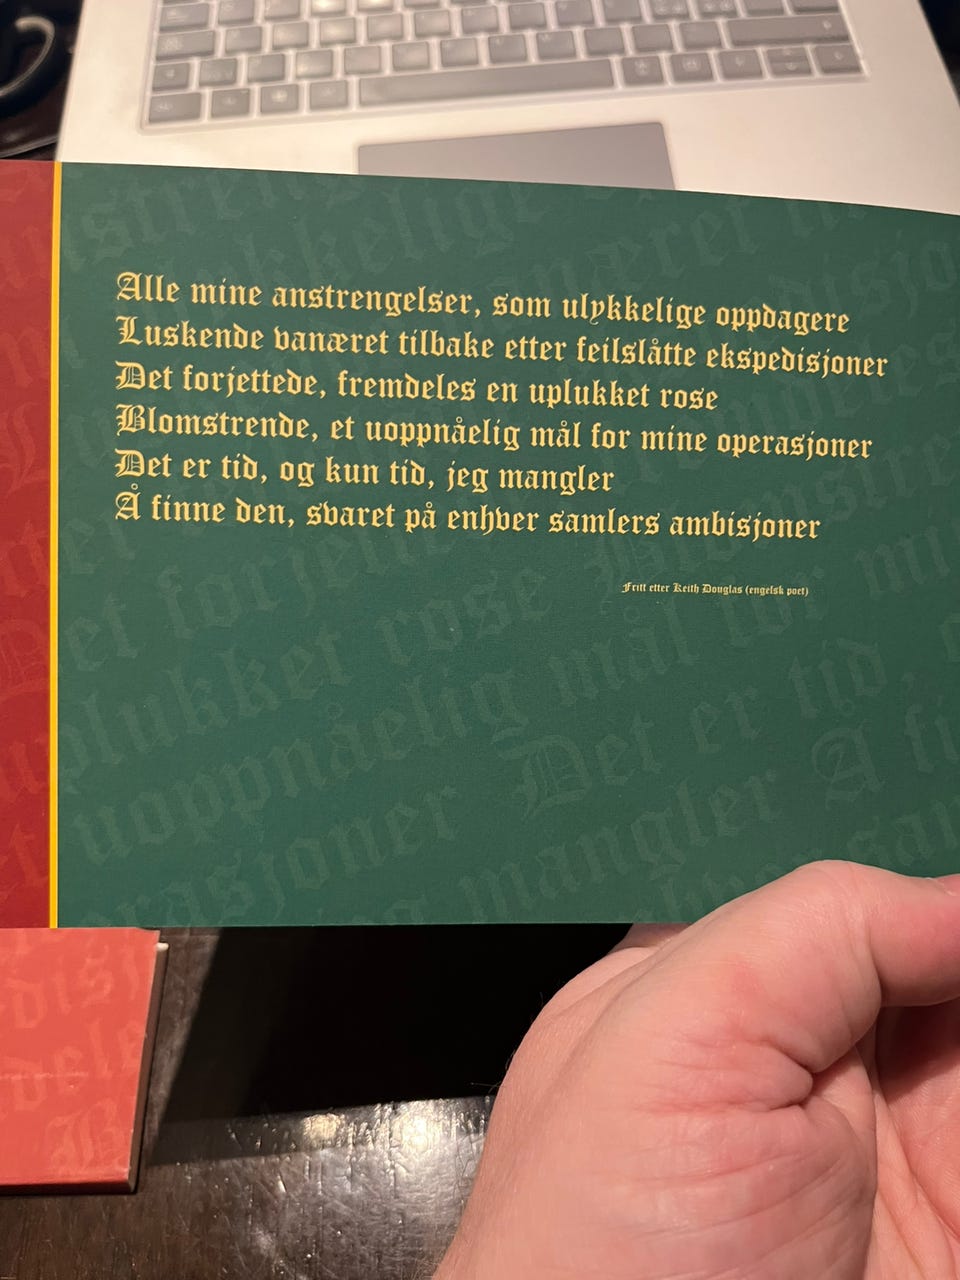 Alle mine anstrengelser, som ulykkelige oppdagere
Luskende vanæret tilbake etter feilslåtte ekspedisjoner
Det forjettede, fremdeles en uplukket rose
Blomstrende, et uoppnåelig mål for mine operasjoner
Det er tid, og kun tid, jeg mangler
Å finne den, svaret på enhver samlers ambisjoner
Fritt etter Keith Douglas (engelsk poet)